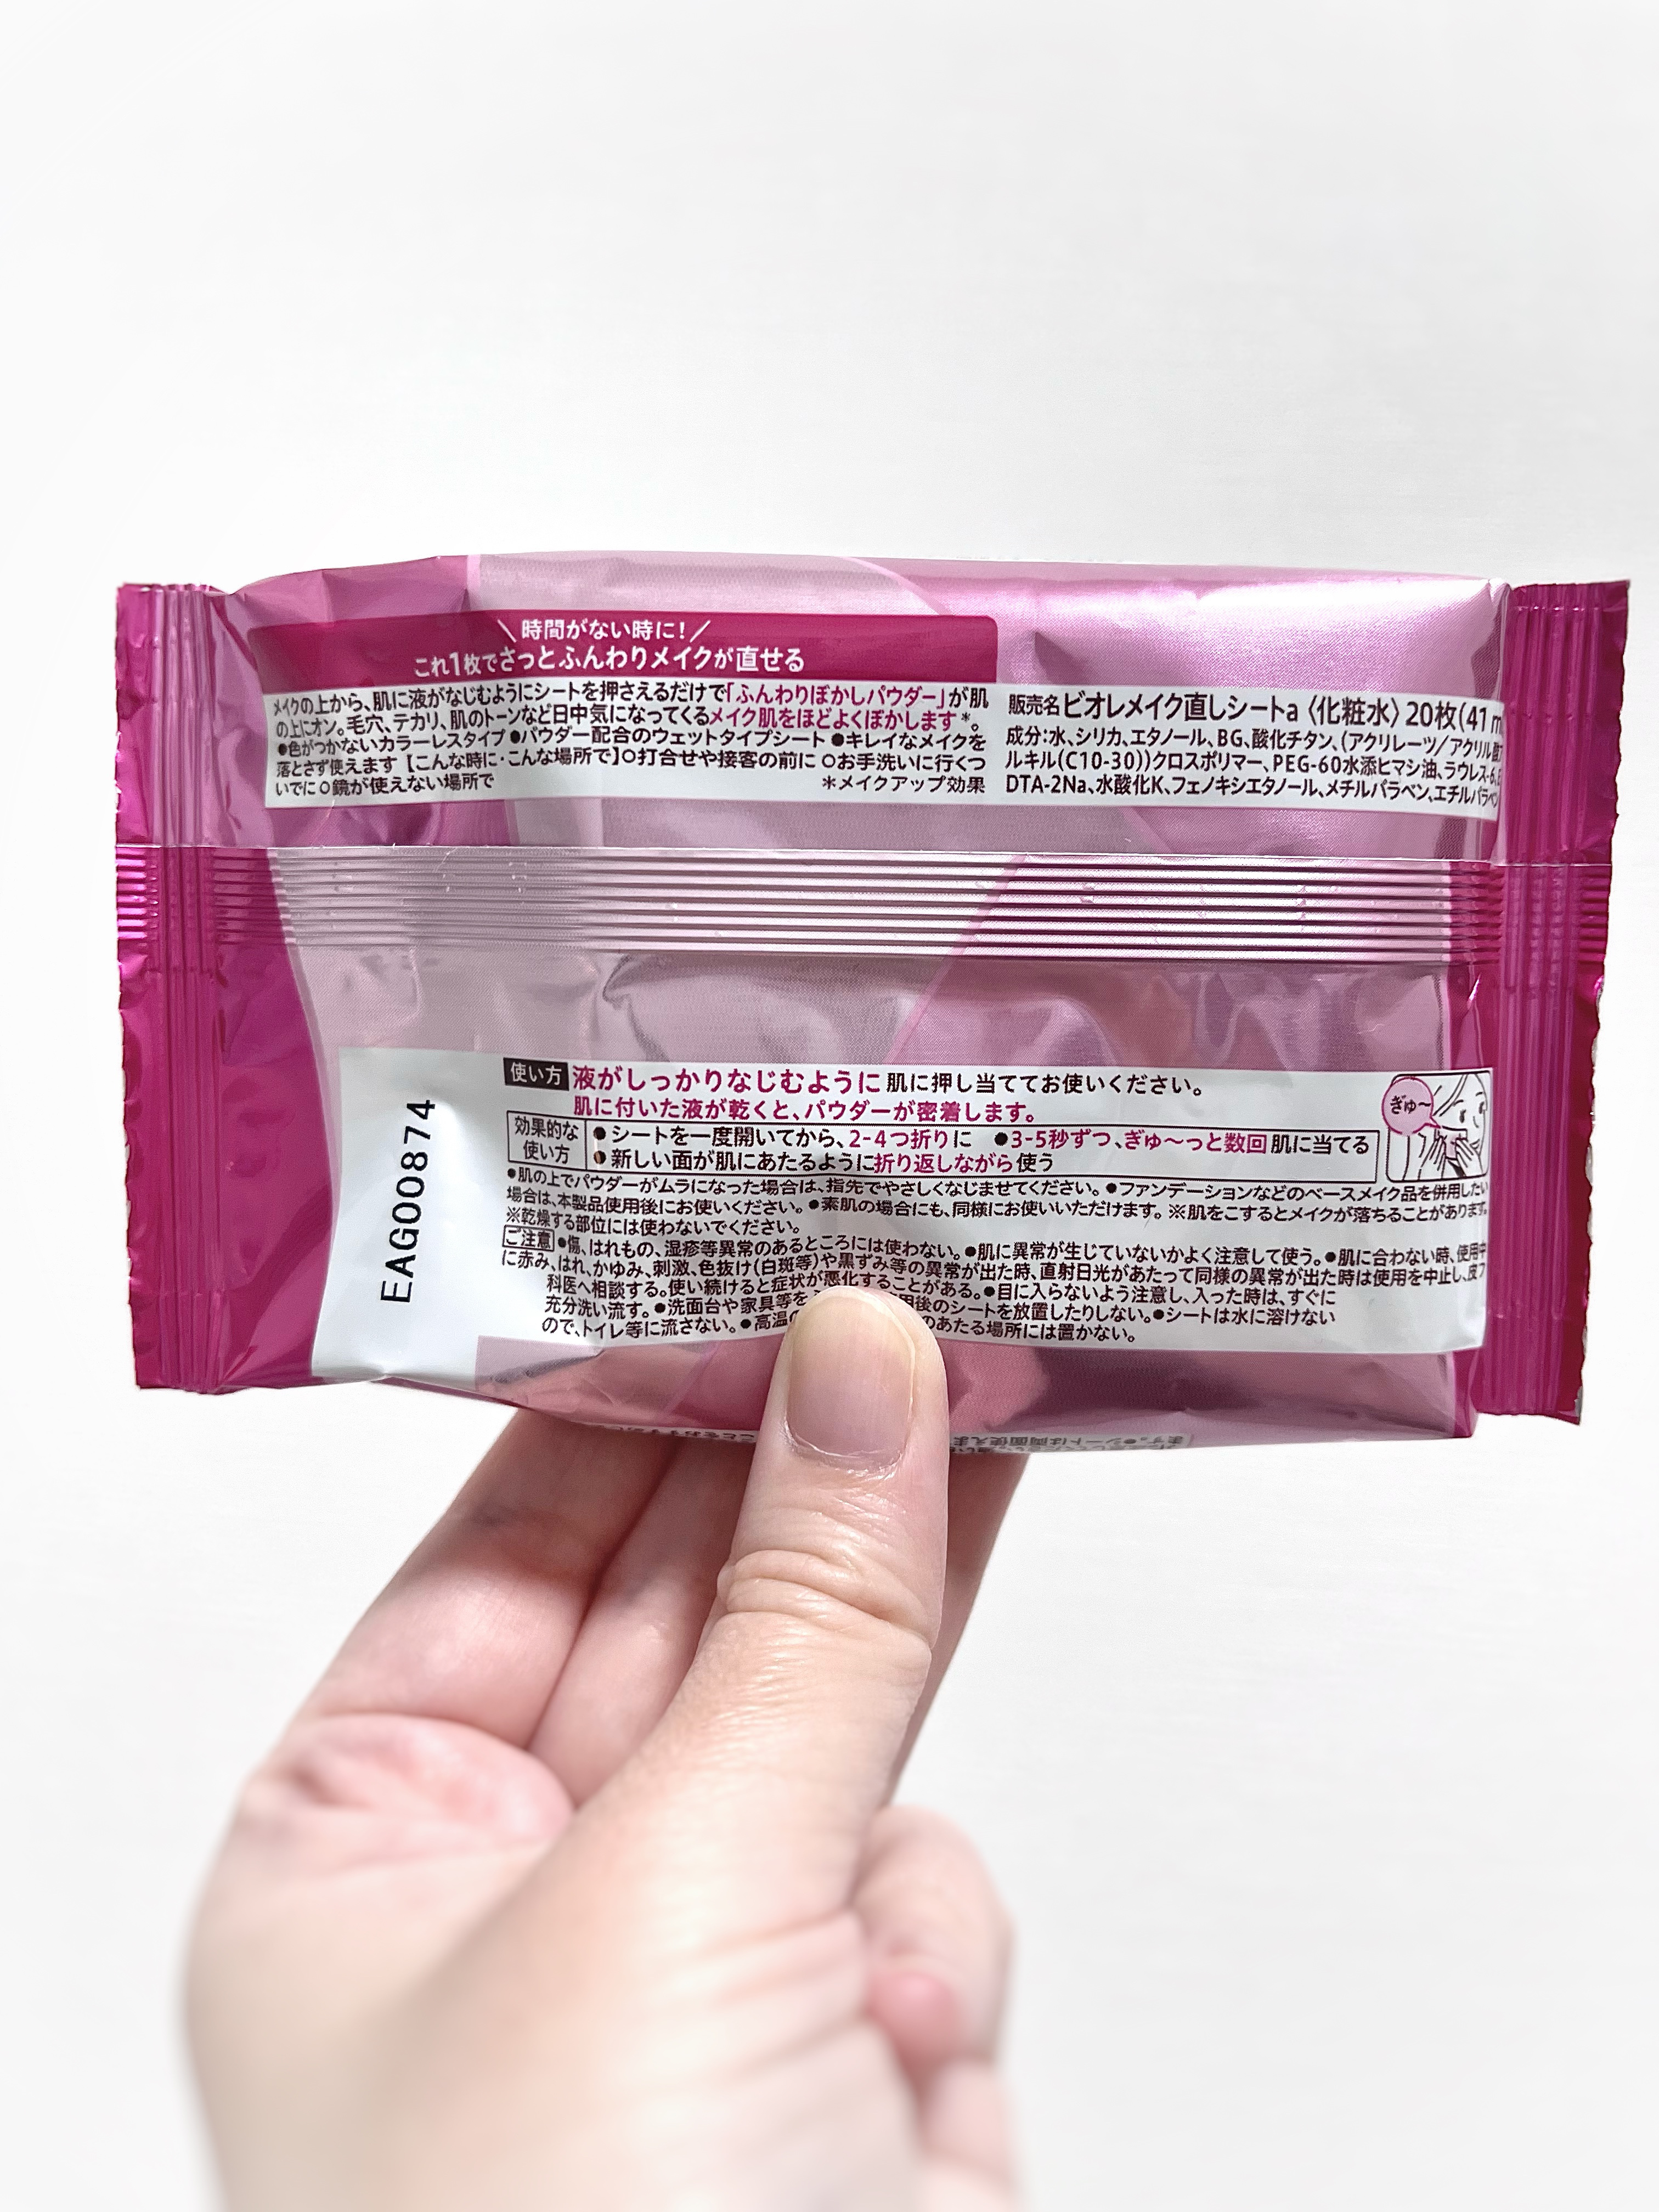 時間がない時に！
これ1枚でさっとふんわりメイクが直せる
メイクの上から、肌に液がなじむようにシートを押さえるだけで「ふんわりぼかしパウダー」が肌
の上にオン。毛穴、テカリ、肌のトーンなど日中気になってくるメイク肌をほどよくぼかします*。
●色がつかないカラーレスタイプ ●パウダー配合のウェットタイプシート ●キレイなメイクを
落とさず使えます【こんな時に・こんな場所で】○打合せや接客の前に ○お手洗いに行くつ
いでに ○鏡が使えない場所で *メイクアップ効果
販売名 ビオレメイク直しシートa〈化粧水〉20枚(41 m
成分：水、シリカ、エタノール、BG、酸化チタン、(アクリレーツ/アクリル酸ア
ルキル(C10-30))クロスポリマー、PEG-60水添ヒマシ油、ラウレス-6、E
DTA-2Na、水酸化K、フェノキシエタノール、メチルパラベン、エチルパラベン
使い方 液がしっかりなじむように 肌に押し当ててお使いください。
肌に付いた液が乾くと、パウダーが密着します。
効果的な使い方
●シートを一度開いてから、2-4つ折りに ●3-5秒ずつ、ぎゅ〜っと数回 肌に当てる
●新しい面が肌にあたるように折り返しながら使う
ぎゅ〜
●肌の上でパウダーがムラになった場合は、指先でやさしくなじませてください。●ファンデーションなどのベースメイク品を併用したい
場合は、本製品使用後にお使いください。●素肌の場合にも、同様にお使いいただけます。※肌をこするとメイクが落ちることがあります。
※乾燥する部位には使わないでください。
ご注意 ●傷、はれもの、湿疹等異常のあるところには使わない。●肌に異常が生じていないかよく注意して使う。●肌に合わない時、使用中
に赤み、はれ、かゆみ、刺激、色抜け(白斑等)や黒ずみ等の異常が出た時、直射日光があたって同様の異常が出た時は使用を中止し、皮フ
科医へ相談する。使い続けると症状が悪化することがある。●目に入らないよう注意し、入った時は、すぐに
充分洗い流す。●洗面台や家具等を 用後のシートを放置したりしない。●シートは水に溶けない
ので、トイレ等に流さない。●高温の のあたる場所には置かない。
EAG00874
ます。●シートは両面使えま